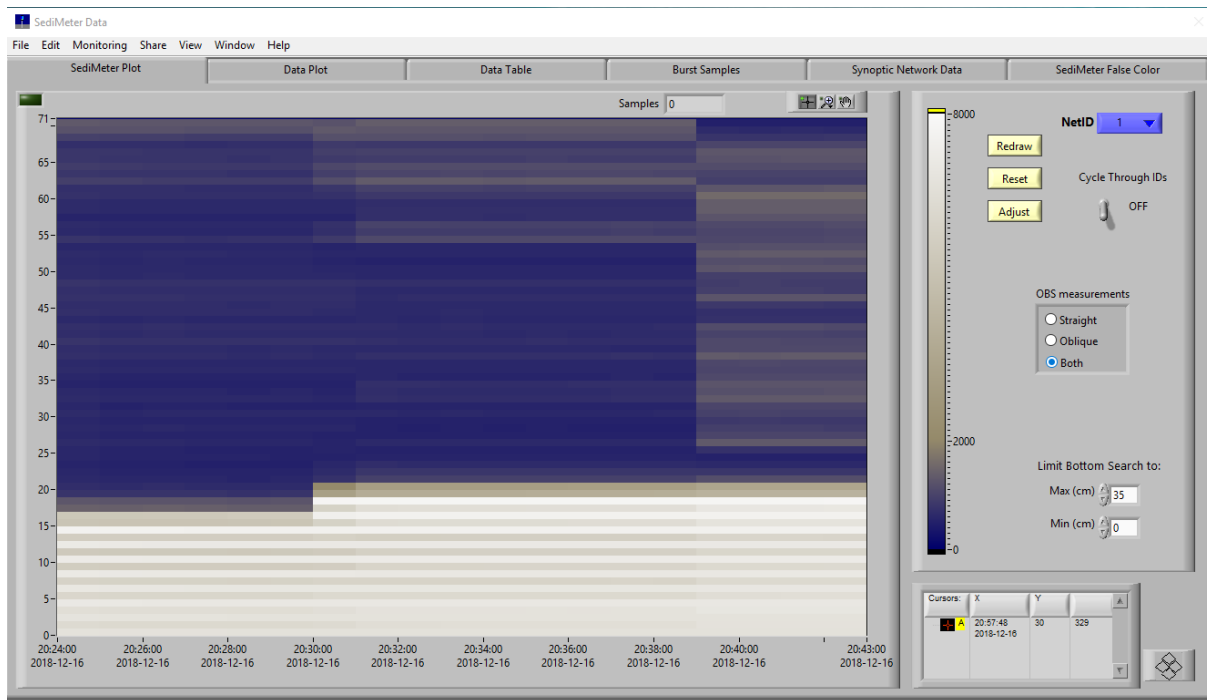 SediMeter Data
File Edit Monitoring Share View Window Help
SediMeter Plot Data Plot Data Table Burst Samples Synoptic Network Data SediMeter False Color
Samples 0
71
65
60
55
50
45
40
35
30
25
20
15
10
5
0
20:24:00 20:26:00 20:28:00 20:30:00 20:32:00 20:34:00 20:36:00 20:38:00 20:40:00 20:43:00
2018-12-16 2018-12-16 2018-12-16 2018-12-16 2018-12-16 2018-12-16 2018-12-16 2018-12-16 2018-12-16 2018-12-16
8000
2000
0
NetID 1
Redraw
Reset
Adjust
Cycle Through IDs
OFF
OBS measurements
Straight
Oblique
Both
Limit Bottom Search to:
Max (cm) 35
Min (cm) 0
Cursors: X Y
A 20:57:48 30 329
2018-12-16